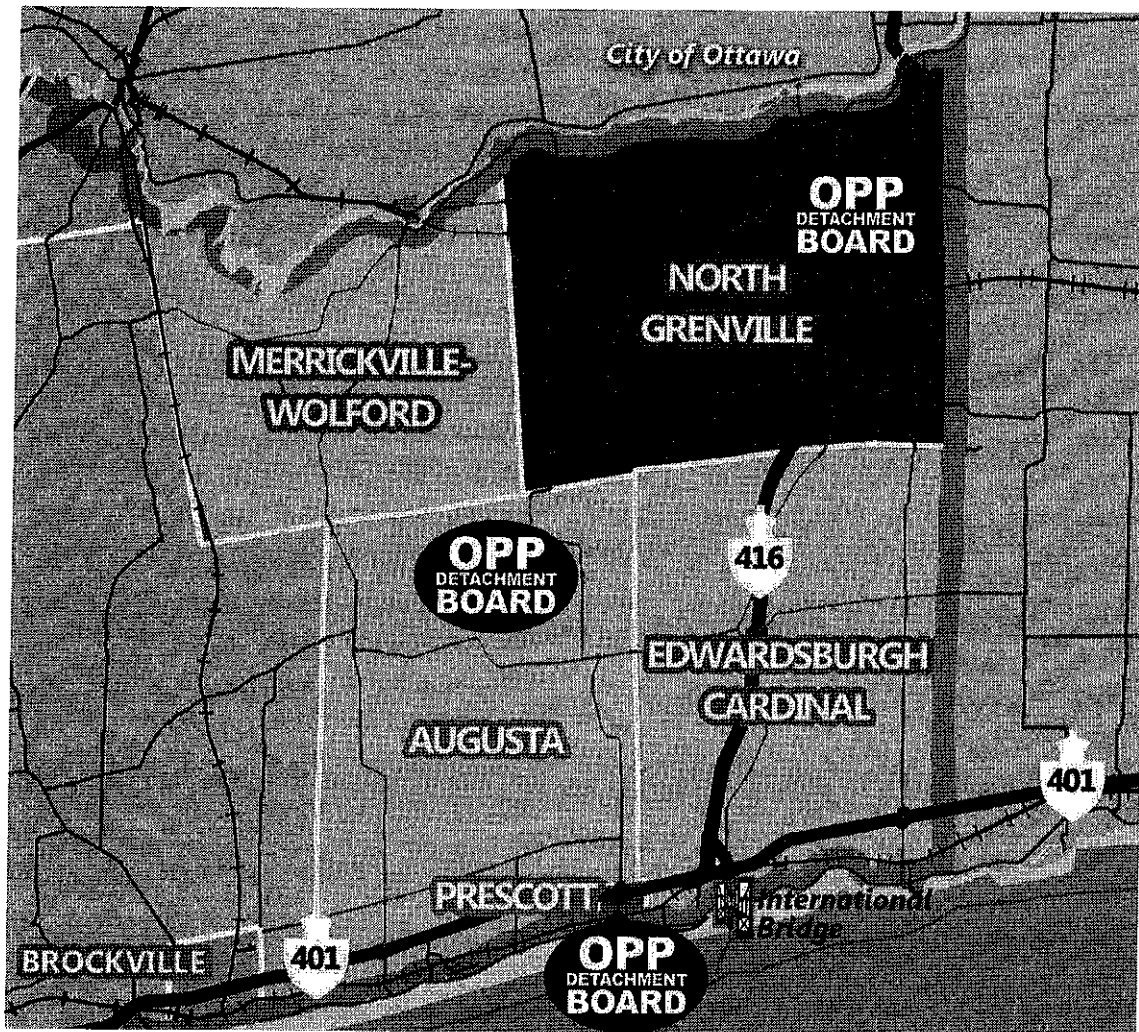 City of Ottawa
OPP
DETACHMENT
BOARD
NORTH
GRENVILLE
MERRICKVILLE-
WOLFORD
OPP
DETACHMENT
BOARD
416
EDWARDSBURGH
CARDINAL
AUGUSTA
401
PRESCOTT
International
Bridge
BROCKVILLE
401
OPP
DETACHMENT
BOARD